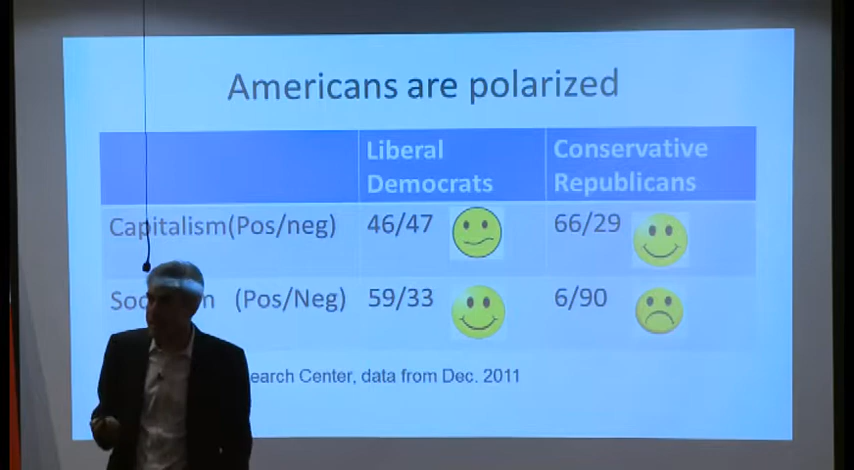 Americans are polarized
Liberal
Democrats
Conservative
Republicans
Capitalism(Pos/neg) 46/47 66/29
(Pos/Neg) 59/33 6/90
Center, data from Dec. 2011